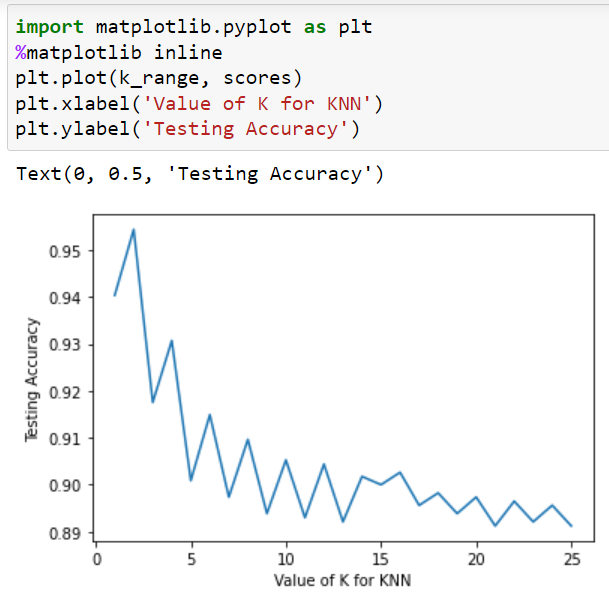 import matplotlib.pyplot as plt
%matplotlib inline
plt.plot(k_range, scores)
plt.xlabel('Value of K for KNN')
plt.ylabel('Testing Accuracy')
Text(0, 0.5, 'Testing Accuracy')
0.95
0.94
0.93
0.92
0.91
0.90
0.89
Testing Accuracy
0 5 10 15 20 25
Value of K for KNN